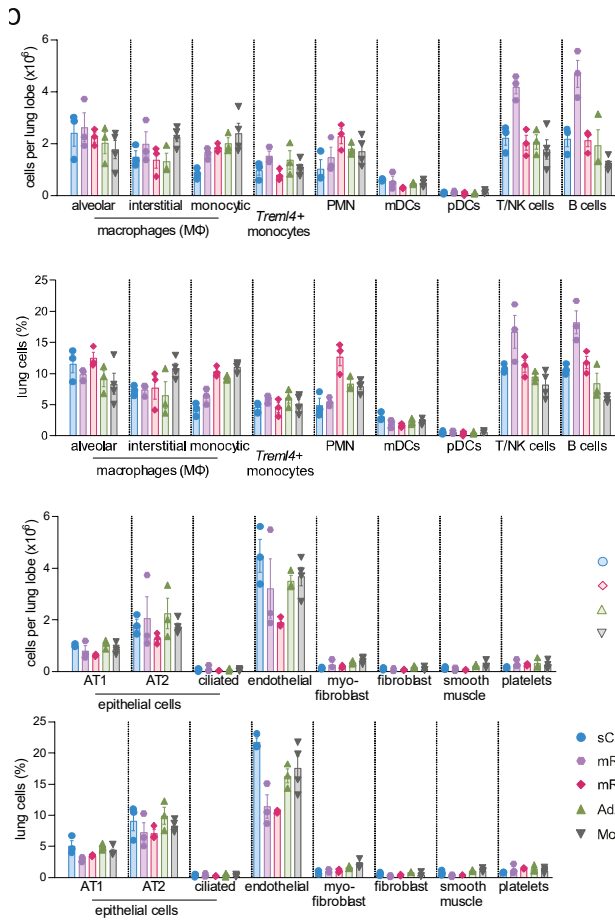 cells per lung lobe (x10⁶)
6
4
2
0
alveolar interstitial monocytic Treml4+ PMN mDCs pDCs T/NK cells B cells
macrophages (MΦ) monocytes
lung cells (%)
25
20
15
10
5
0
alveolar interstitial monocytic Treml4+ PMN mDCs pDCs T/NK cells B cells
macrophages (MΦ) monocytes
cells per lung lobe (x10⁶)
6
4
2
0
AT1 AT2 ciliated endothelial myo- fibroblast smooth platelets
fibroblast muscle
epithelial cells
lung cells (%)
25
20
15
10
5
0
sC
mR
mR
Ad
Mo
AT1 AT2 ciliated endothelial myo- fibroblast smooth platelets
fibroblast muscle
epithelial cells